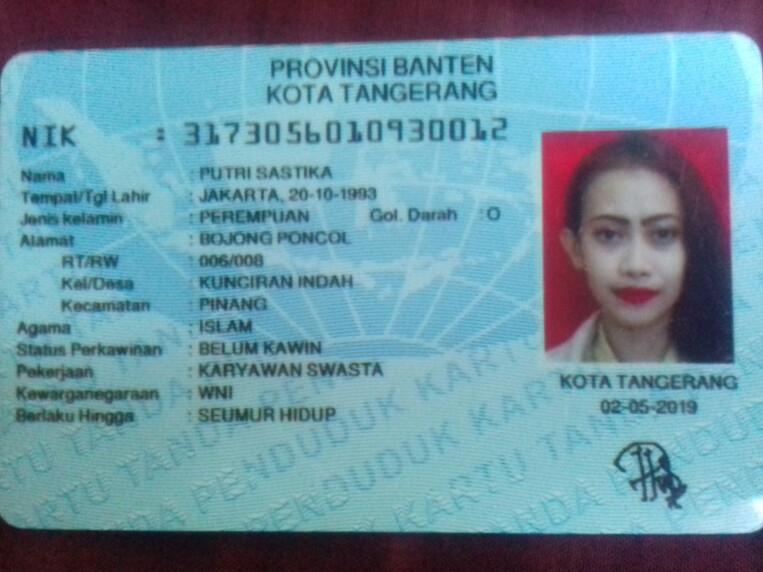 PROVINSI BANTEN
KOTA TANGERANG
NIK : 3173056010930012
Nama : PUTRI SASTIKA
Tempat/Tgl Lahir : JAKARTA, 20-10-1993
Jenis kelamin : PEREMPUAN Gol. Darah : O
Alamat : BOJONG PONCOL
RT/RW : 006/008
Kel/Desa : KUNCIRAN INDAH
Kecamatan : PINANG
Agama : ISLAM
Status Perkawinan : BELUM KAWIN
Pekerjaan : KARYAWAN SWASTA
Kewarganegaraan : WNI
Berlaku Hingga : SEUMUR HIDUP
KOTA TANGERANG
02-05-2019
KARTU TANDA PENDUDUK KARTU TANDA PENDUDUK